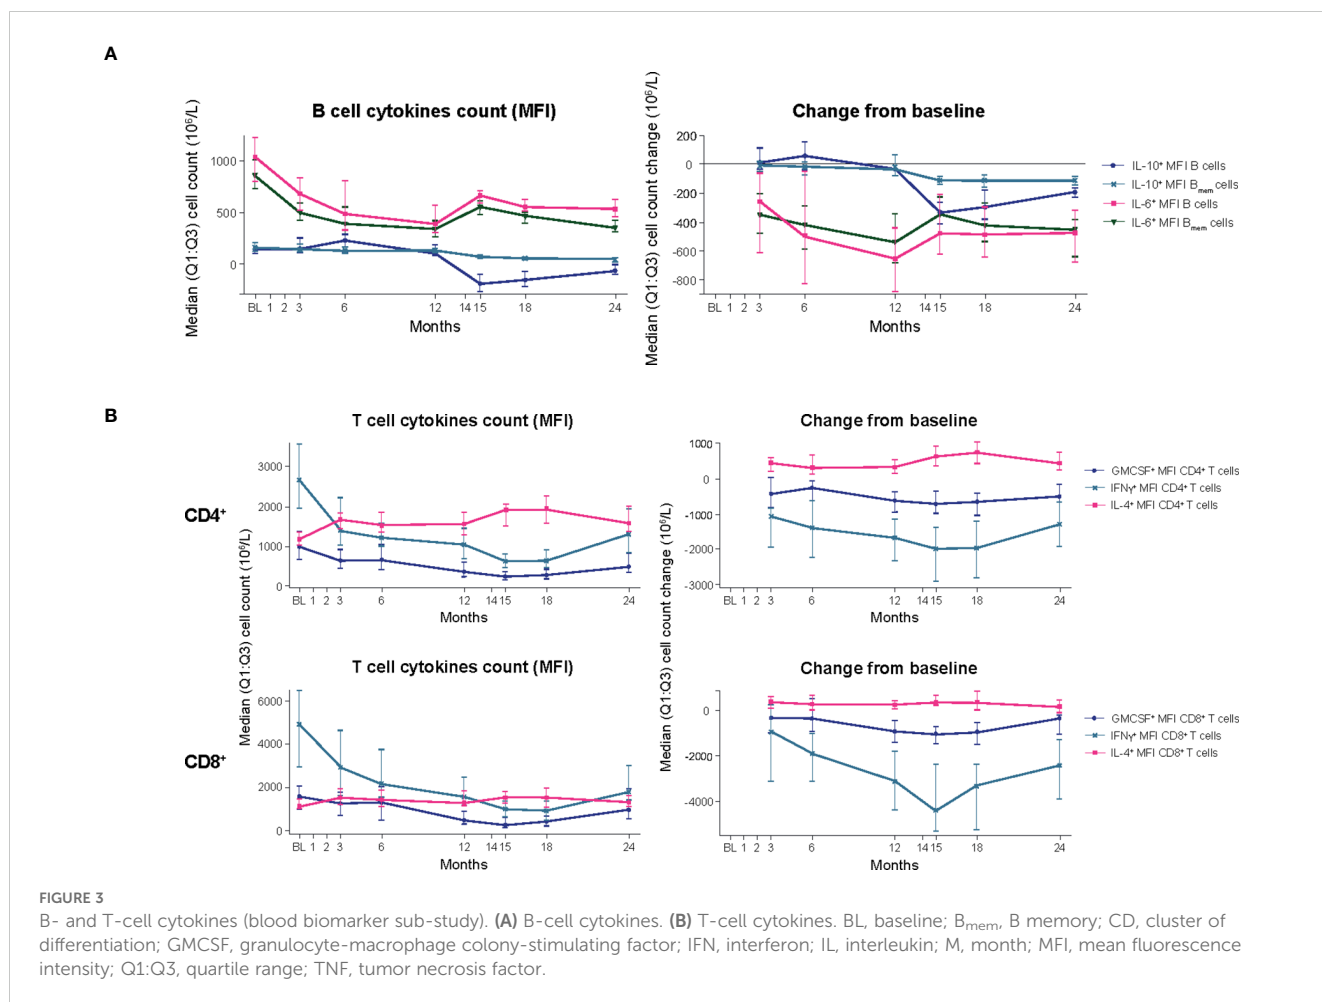 A
B cell cytokines count (MFI)
Median (Q1:Q3) cell count (10⁶/L)
1000
500
0
BL 1 2 3 6 12 14 15 18 24
Months
Change from baseline
Median (Q1:Q3) cell count change (10⁶/L)
200
0
-200
-400
-600
-800
BL 1 2 3 6 12 14 15 18 24
Months
IL-10⁺ MFI B cells
IL-10⁺ MFI Bmem cells
IL-6⁺ MFI B cells
IL-6⁺ MFI Bmem cells
B
CD4⁺
Median (Q1:Q3) cell count (10⁶/L)
T cell cytokines count (MFI)
3000
2000
1000
0
BL 1 2 3 6 12 14 15 18 24
Months
Median (Q1:Q3) cell count change (10⁶/L)
Change from baseline
1000
0
-1000
-2000
-3000
BL 1 2 3 6 12 14 15 18 24
Months
GMCSF⁺ MFI CD4⁺ T cells
IFNγ⁺ MFI CD4⁺ T cells
IL-4⁺ MFI CD4⁺ T cells
CD8⁺
T cell cytokines count (MFI)
6000
4000
2000
0
BL 1 2 3 6 12 14 15 18 24
Months
Change from baseline
0
-2000
-4000
BL 1 2 3 6 12 14 15 18 24
Months
GMCSF⁺ MFI CD8⁺ T cells
IFNγ⁺ MFI CD8⁺ T cells
IL-4⁺ MFI CD8⁺ T cells
FIGURE 3
B- and T-cell cytokines (blood biomarker sub-study). (A) B-cell cytokines. (B) T-cell cytokines. BL, baseline; Bmem, B memory; CD, cluster of
differentiation; GMCSF, granulocyte-macrophage colony-stimulating factor; IFN, interferon; IL, interleukin; M, month; MFI, mean fluorescence
intensity; Q1:Q3, quartile range; TNF, tumor necrosis factor.